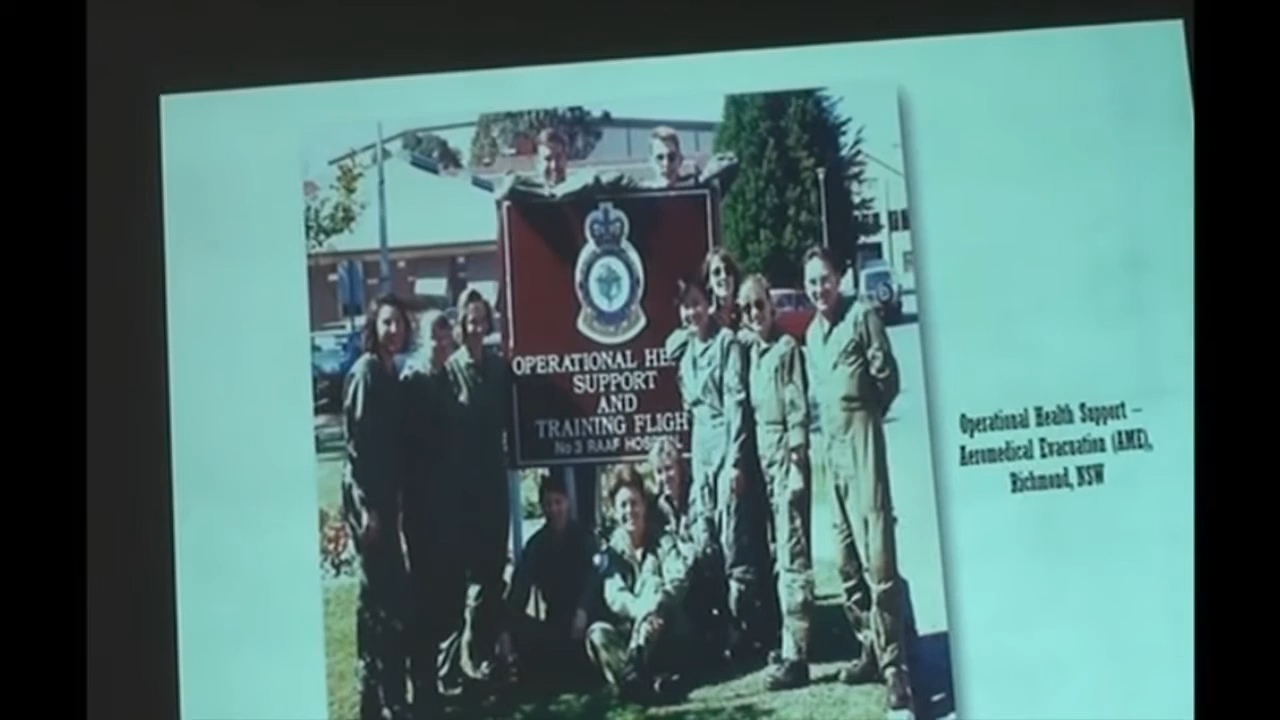 OPERATIONAL HE
SUPPORT
AND
TRAINING FLIGH
No 3 RAAF HOSPITAL
Operational Health Support –
Aeromedical Evacuation (AME),
Richmond, NSW